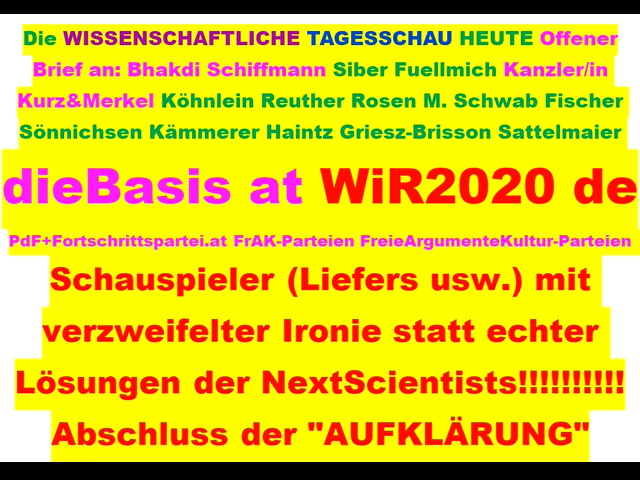 Die WISSENSCHAFTLICHE TAGESSCHAU HEUTE Offener
Brief an: Bhakdi Schiffmann Siber Fuellmich Kanzler/in
Kurz&Merkel Köhnlein Reuther Rosen M. Schwab Fischer
Sönnichsen Kämmerer Haintz Griesz-Brisson Sattelmaier
dieBasis at WiR2020 de
PdF+Fortschrittspartei.at FrAK-Parteien FreieArgumenteKultur-Parteien
Schauspieler (Liefers usw.) mit
verzweifelter Ironie statt echter
Lösungen der NextScientists!!!!!!!!!!
Abschluss der "AUFKLÄRUNG"